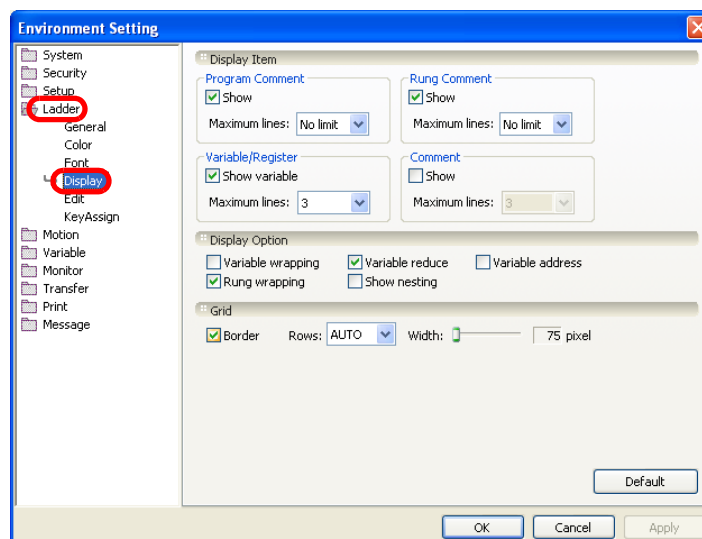 Environment Setting
System
Security
Setup
Ladder
General
Color
Font
Display
Edit
KeyAssign
Motion
Variable
Monitor
Transfer
Print
Message
Display Item
Program Comment
Show
Maximum lines: No limit
Rung Comment
Show
Maximum lines: No limit
Variable/Register
Show variable
Maximum lines: 3
Comment
Show
Maximum lines: 3
Display Option
Variable wrapping Variable reduce Variable address
Rung wrapping Show nesting
Grid
Border Rows: AUTO Width: 75 pixel
Default
OK Cancel Apply